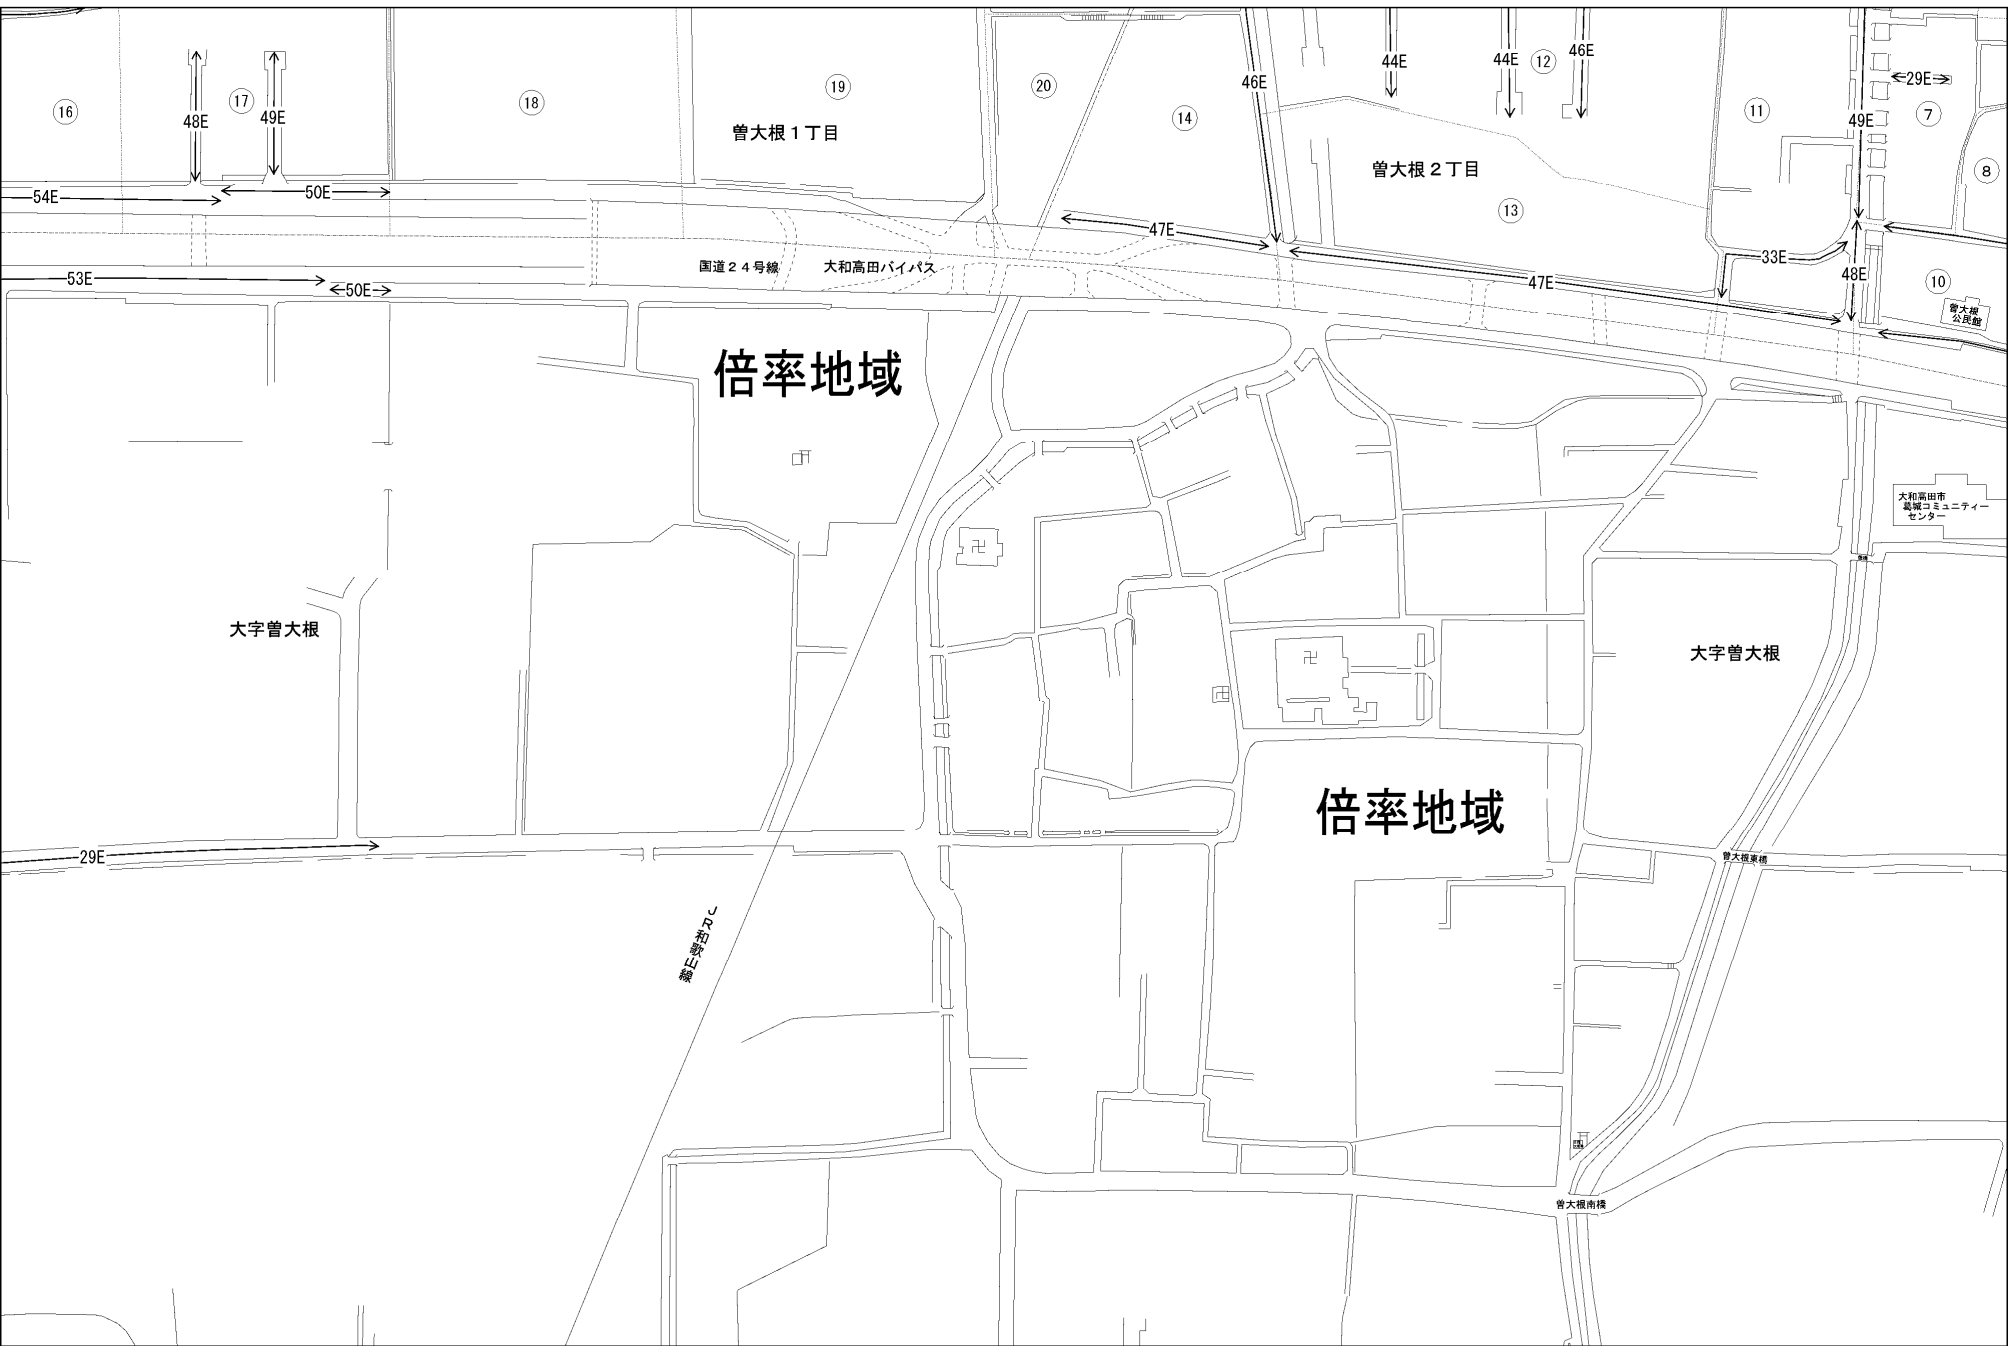 44E
44E
46E
46E
12
29E
16
17
18
19
20
14
11
7
48E
49E
49E
曽大根１丁目
曽大根２丁目
8
54E
50E
13
47E
33E
48E
53E
50E
国道２４号線
大和高田バイパス
47E
10
曽大根
公民館
倍率地域
大和高田市
葛城コミュニティー
センター
大字曽大根
大字曽大根
倍率地域
29E
曽大根東橋
ＪＲ和歌山線
曽大根南橋